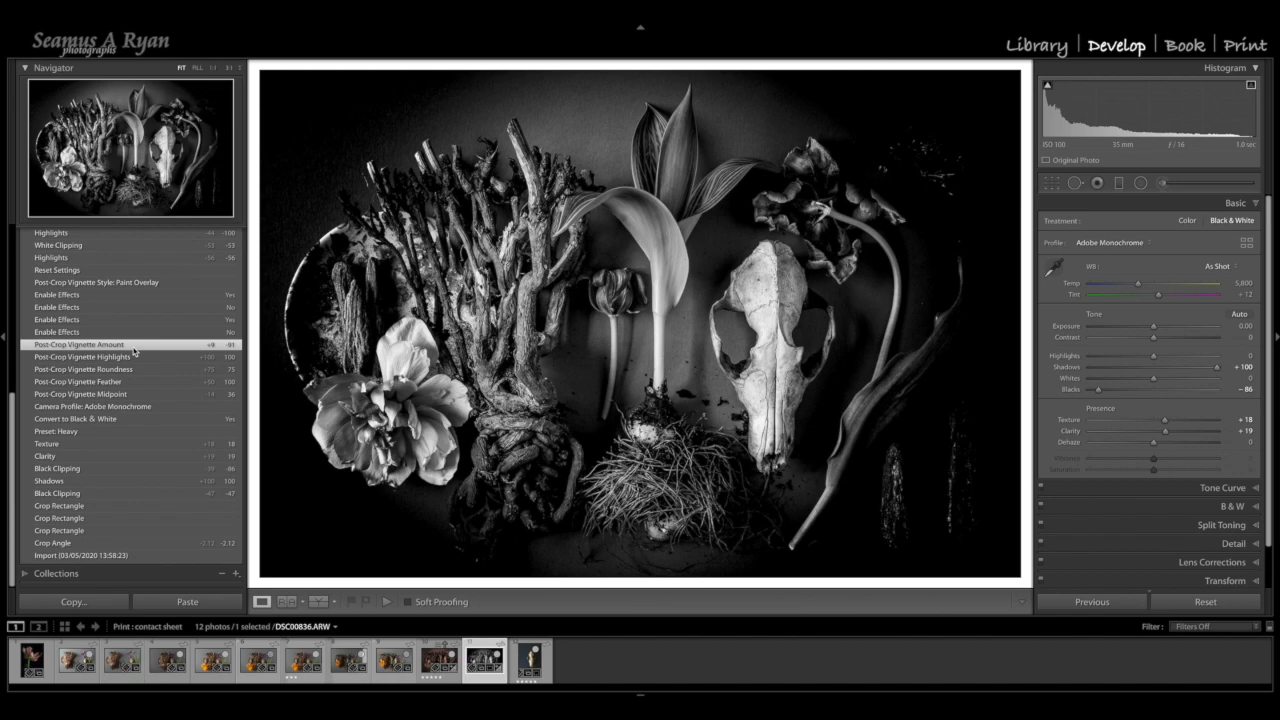 Seamus A Ryan
photographs
Library | Develop | Book | Print
Navigator FIT FILL 1:1 3:1
Highlights -44 -100
White Clipping -53 -53
Highlights -56 -56
Reset Settings
Post-Crop Vignette Style: Paint Overlay
Enable Effects Yes
Enable Effects No
Enable Effects Yes
Enable Effects No
Post-Crop Vignette Amount +9 -91
Post-Crop Vignette Highlights +100 100
Post-Crop Vignette Roundness +75 75
Post-Crop Vignette Feather +50 100
Post-Crop Vignette Midpoint -14 36
Camera Profile: Adobe Monochrome
Convert to Black & White Yes
Preset: Heavy
Texture +18 18
Clarity +19 19
Black Clipping -39 -86
Shadows +100 100
Black Clipping -47 -47
Crop Rectangle
Crop Rectangle
Crop Rectangle
Crop Angle -2.12 -2.12
Import (03/05/2020 13:58:23)
Collections
Copy... Paste
Soft Proofing
Histogram
ISO 100 35 mm ƒ / 16 1.0 sec
Original Photo
Basic
Treatment: Color Black & White
Profile: Adobe Monochrome
WB: As Shot
Temp 5,800
Tint + 12
Tone Auto
Exposure 0.00
Contrast 0
Highlights 0
Shadows + 100
Whites 0
Blacks – 86
Presence
Texture + 18
Clarity + 19
Dehaze 0
Vibrance
Saturation
Tone Curve
B & W
Split Toning
Detail
Lens Corrections
Transform
Previous Reset
1 2 Print : contact sheet 12 photos / 1 selected / DSC00836.ARW Filter : Filters Off